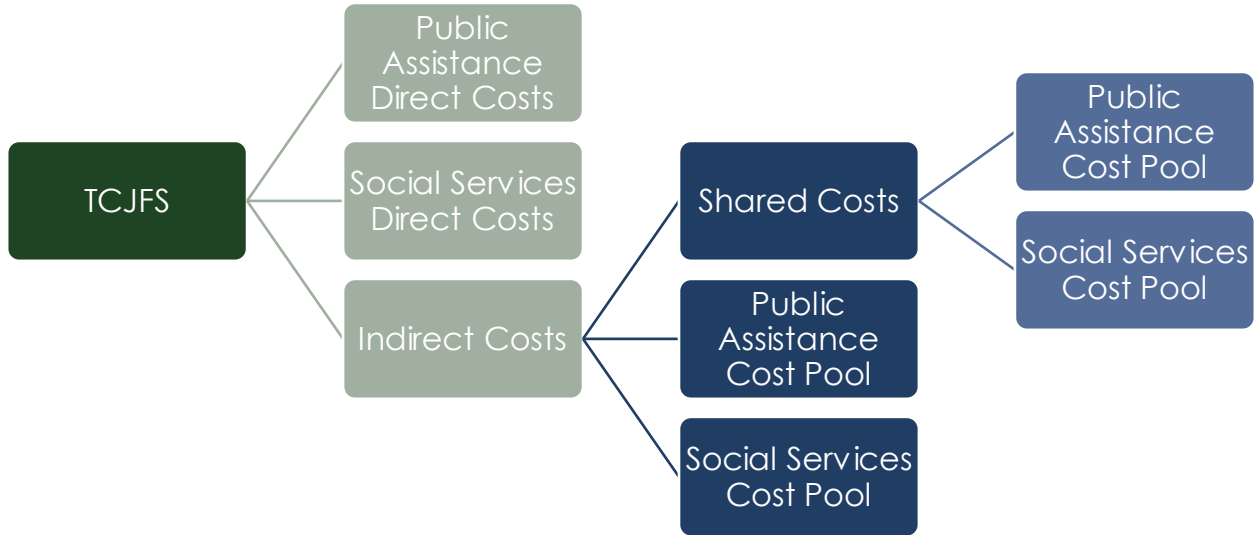 TCJFS
Public
Assistance
Direct Costs
Social Services
Direct Costs
Indirect Costs
Shared Costs
Public
Assistance
Cost Pool
Social Services
Cost Pool
Public
Assistance
Cost Pool
Social Services
Cost Pool